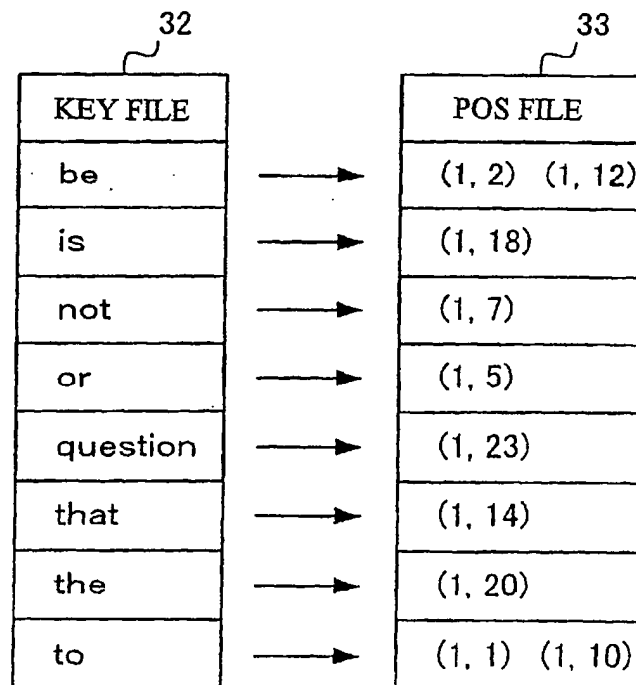 32 33
KEY FILE POS FILE
be (1, 2) (1, 12)
is (1, 18)
not (1, 7)
or (1, 5)
question (1, 23)
that (1, 14)
the (1, 20)
to (1, 1) (1, 10)